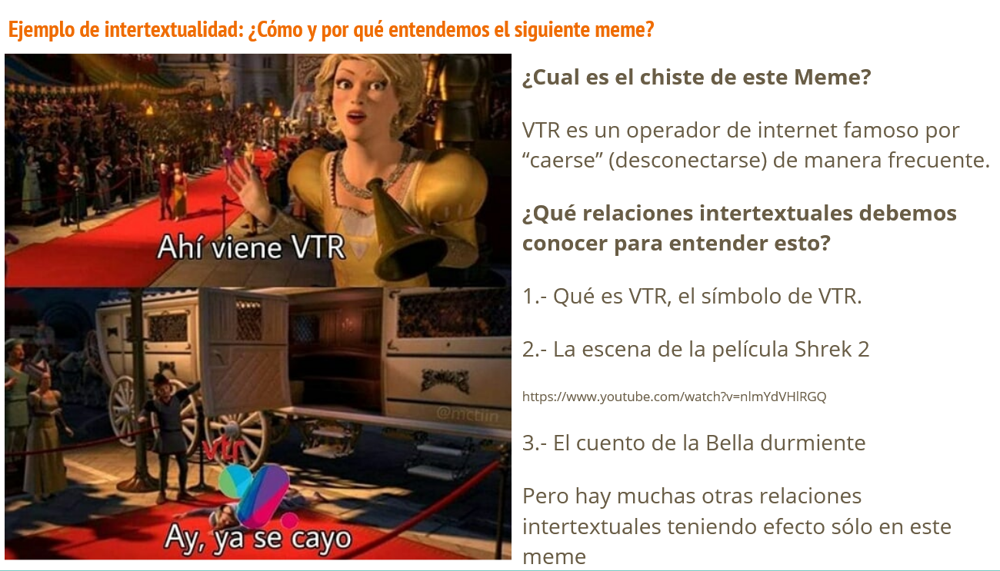 Ejemplo de intertextualidad: ¿Cómo y por qué entendemos el siguiente meme?
Ahí viene VTR
@mctiin
vtr
Ay, ya se cayo
¿Cual es el chiste de este Meme?
VTR es un operador de internet famoso por
“caerse” (desconectarse) de manera frecuente.
¿Qué relaciones intertextuales debemos
conocer para entender esto?
1.- Qué es VTR, el símbolo de VTR.
2.- La escena de la película Shrek 2
https://www.youtube.com/watch?v=nlmYdVHlRGQ
3.- El cuento de la Bella durmiente
Pero hay muchas otras relaciones
intertextuales teniendo efecto sólo en este
meme